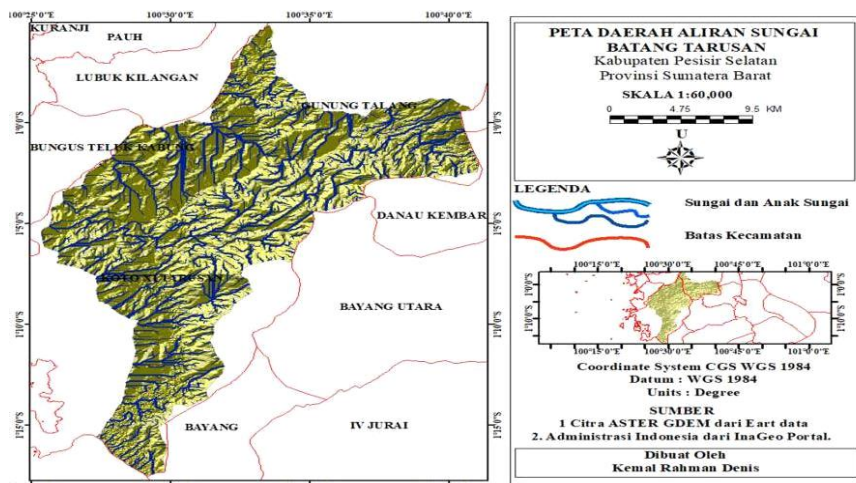 100°25'0"E
100°30'0"E
100°35'0"E
100°40'0"E
KURANJI
PAUH
LUBUK KILANGAN
GUNUNG TALANG
1°0'0"S
BUNGUS TELUK KABUNG
1°5'0"S
DANAU KEMBAR
KOTO XI TARUSAN
BAYANG UTARA
1°10'0"S
BAYANG
IV JURAI
1°15'0"S
PETA DAERAH ALIRAN SUNGAI
BATANG TARUSAN
Kabupaten Pesisir Selatan
Provinsi Sumatera Barat
SKALA 1:60,000
0 4.75 9.5 KM
U
LEGENDA
Sungai dan Anak Sungai
Batas Kecamatan
100°15'0"E 100°30'0"E 100°45'0"E 101°0'0"E
1°0'0"S 1°0'0"S
1°10'0"S 1°10'0"S
100°15'0"E 100°30'0"E 100°45'0"E 101°0'0"E
Coordinate System CGS WGS 1984
Datum : WGS 1984
Units : Degree
SUMBER
1 Citra ASTER GDEM dari Eart data
2. Administrasi Indonesia dari InaGeo Portal.
Dibuat Oleh
Kemal Rahman Denis